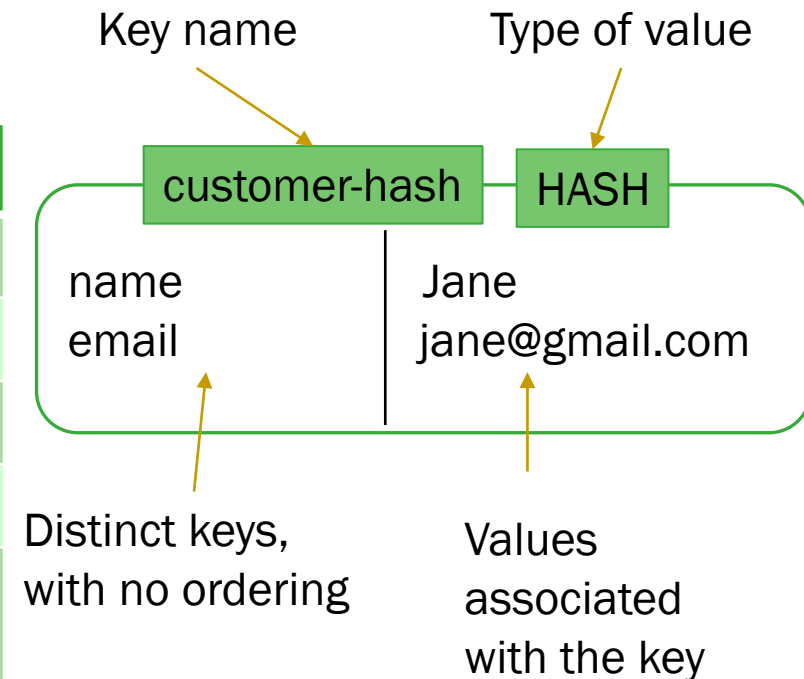 Key name
Type of value
customer-hash
HASH
name
Jane
email
jane@gmail.com
Distinct keys,
with no ordering
Values
associated
with the key